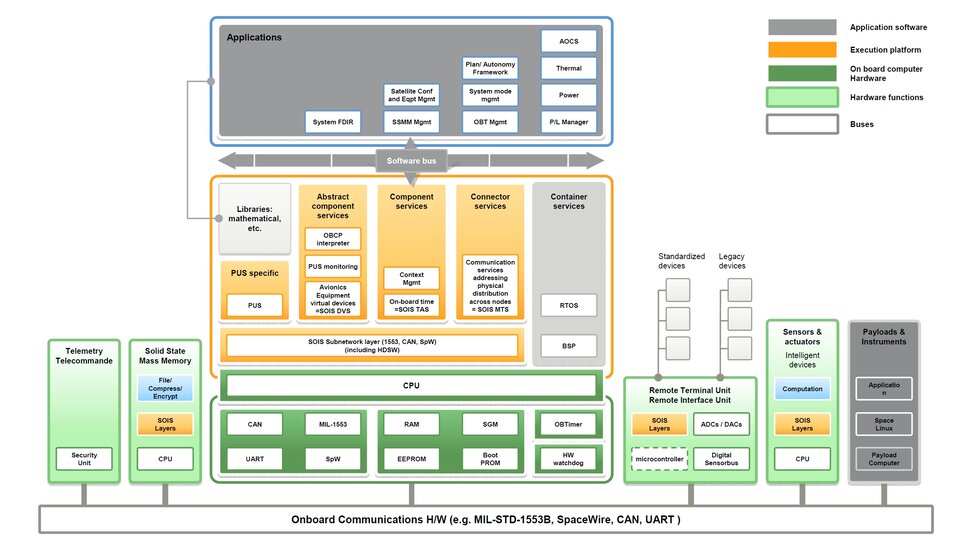 Applications
AOCS
Plan/ Autonomy
Framework
Thermal
Satellite Conf
and Eqpt Mgmt
System mode
mgmt
Power
System FDIR
SSMM Mgmt
OBT Mgmt
P/L Manager
Application software
Execution platform
On board computer
Hardware
Hardware functions
Buses
Software bus
Libraries:
mathematical,
etc.
PUS specific
PUS
Abstract
component
services
OBCP
interpreter
PUS monitoring
Avionics
Equipment
virtual devices
=SOIS DVS
Component
services
Context
Mgmt
On-board time
=SOIS TAS
Connector
services
Communication
services
addressing
physical
distribution
across nodes
= SOIS MTS
Container
services
RTOS
BSP
SOIS Subnetwork layer (1553, CAN, SpW)
(including HDSW)
CPU
CAN
MIL-1553
RAM
SGM
OBTimer
UART
SpW
EEPROM
Boot
PROM
HW
watchdog
Telemetry
Telecommande
Security
Unit
Solid State
Mass Memory
File/
Compress/
Encrypt
SOIS
Layers
CPU
Standardized
devices
Legacy
devices
Remote Terminal Unit
Remote Interface Unit
SOIS
Layers
ADCs / DACs
microcontroller
Digital
Sensorbus
Sensors &
actuators
Intelligent
devices
Computation
SOIS
Layers
CPU
Payloads &
Instruments
Applicatio
n
Space
Linux
Payload
Computer
Onboard Communications H/W (e.g. MIL-STD-1553B, SpaceWire, CAN, UART )